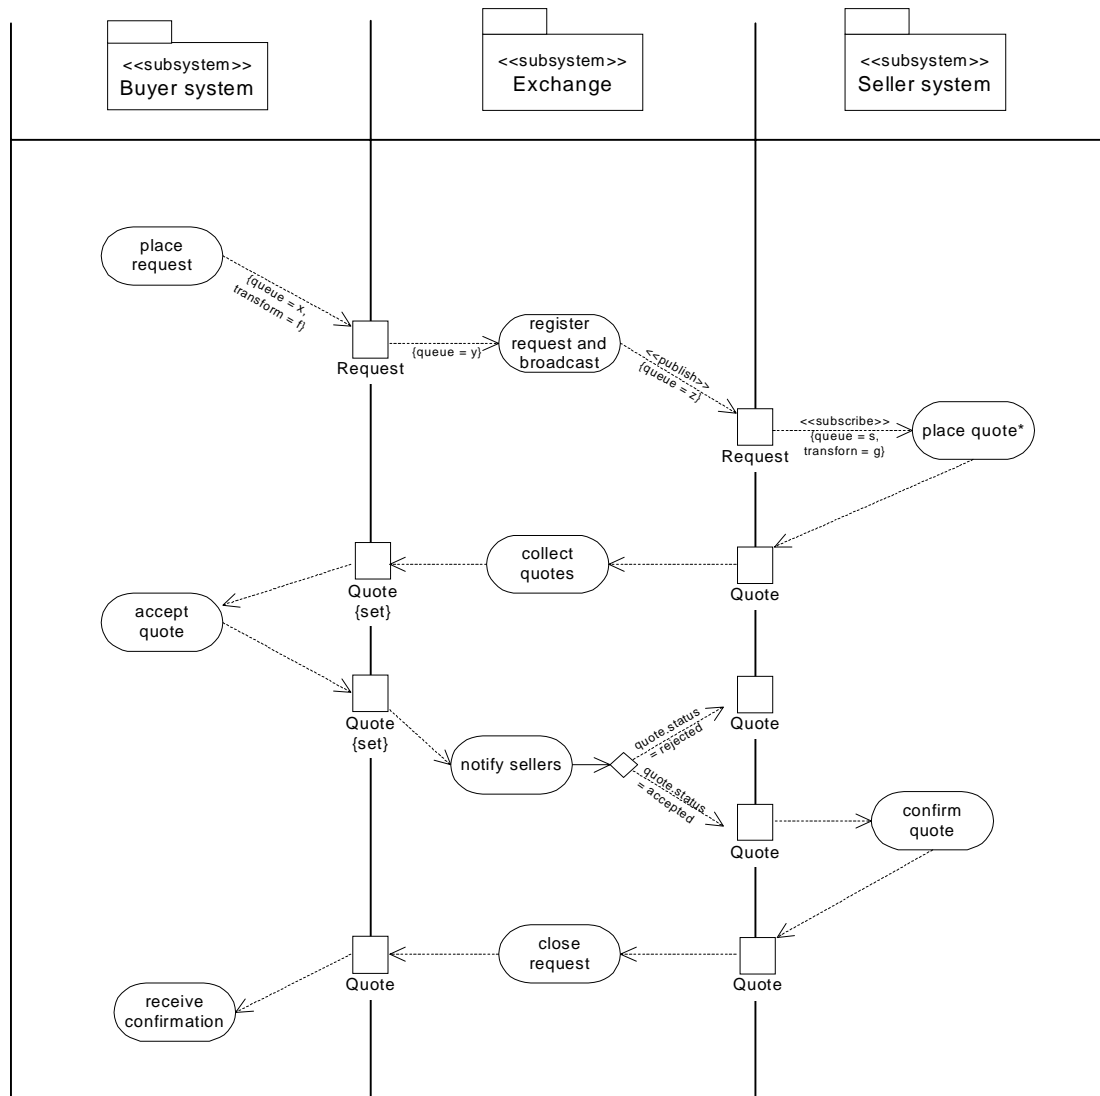 <<subsystem>>
Buyer system
<<subsystem>>
Exchange
<<subsystem>>
Seller system
place
request
{queue = x,
transform = f}
Request
{queue = y}
register
request and
broadcast
<<publish>>
{queue = z}
Request
<<subscribe>>
{queue = s,
transforn = g}
place quote*
Quote
collect
quotes
Quote
{set}
accept
quote
Quote
{set}
notify sellers
quote.status
= rejected
Quote
quote.status
= accepted
Quote
confirm
quote
Quote
close
request
Quote
receive
confirmation